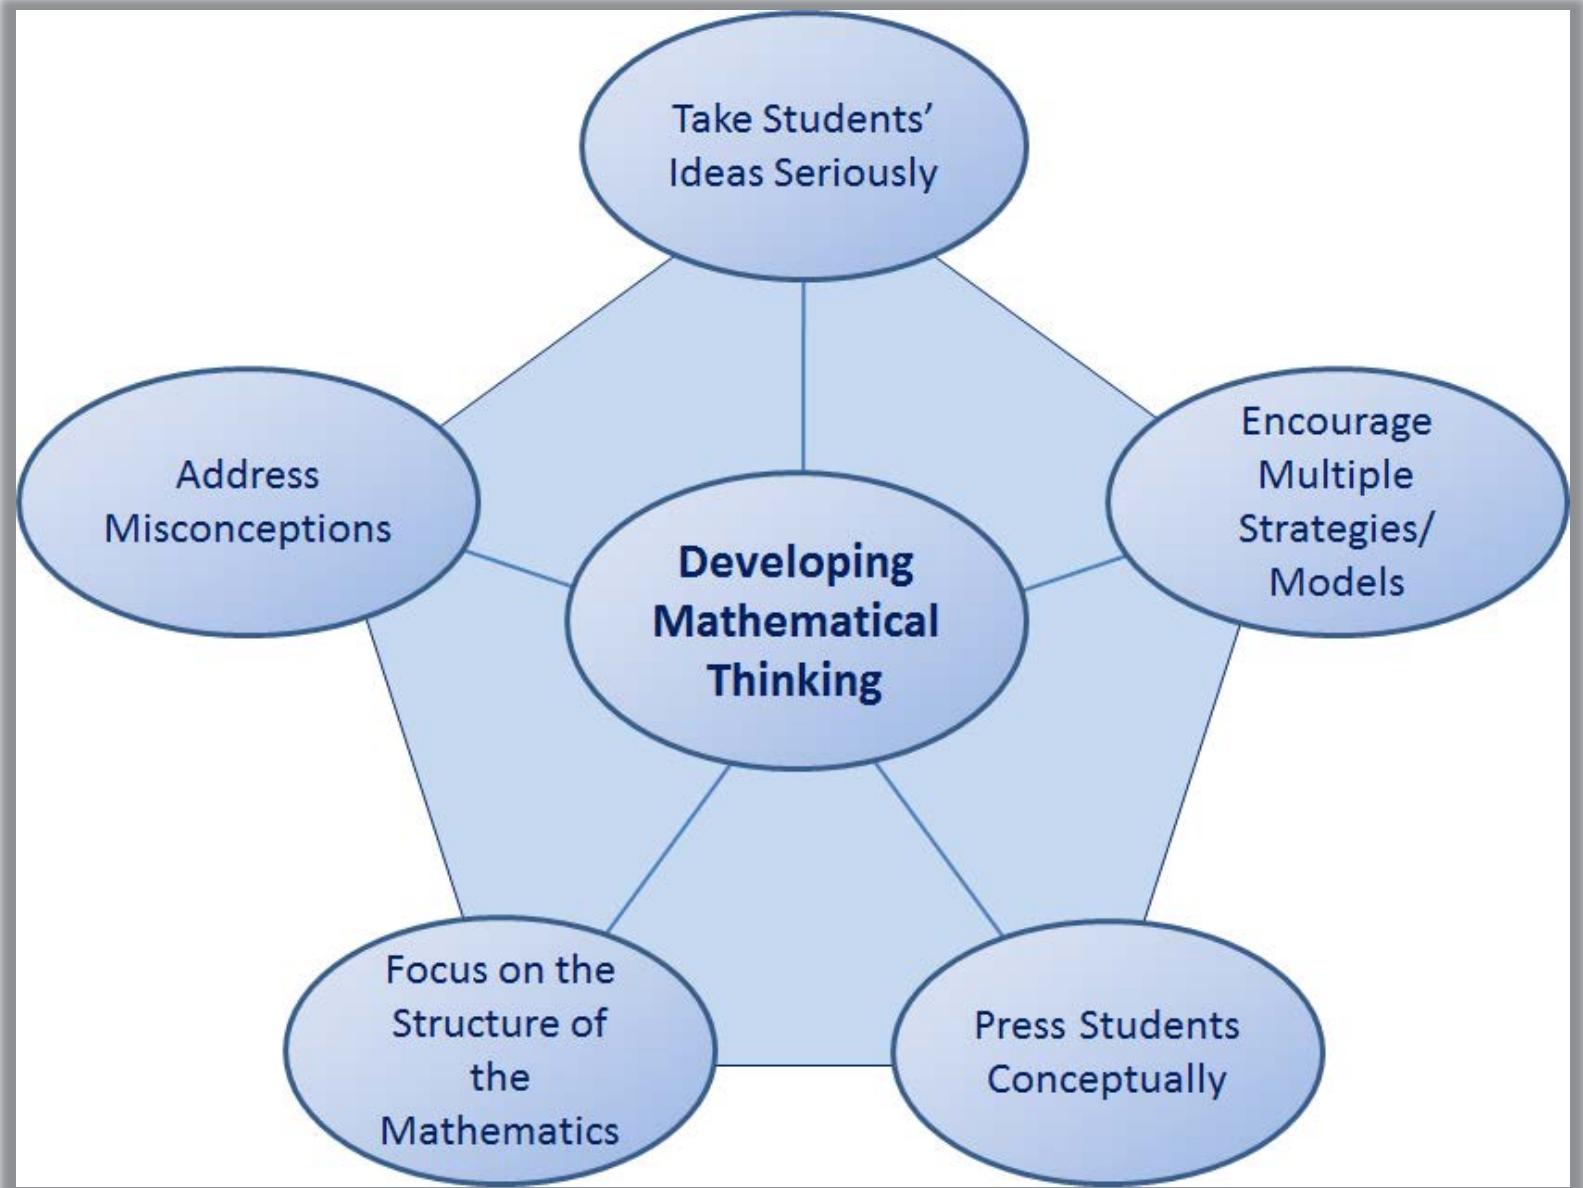 Take Students’
Ideas Seriously
Address
Misconceptions
Encourage
Multiple
Strategies/
Models
Developing
Mathematical
Thinking
Focus on the
Structure of
the
Mathematics
Press Students
Conceptually